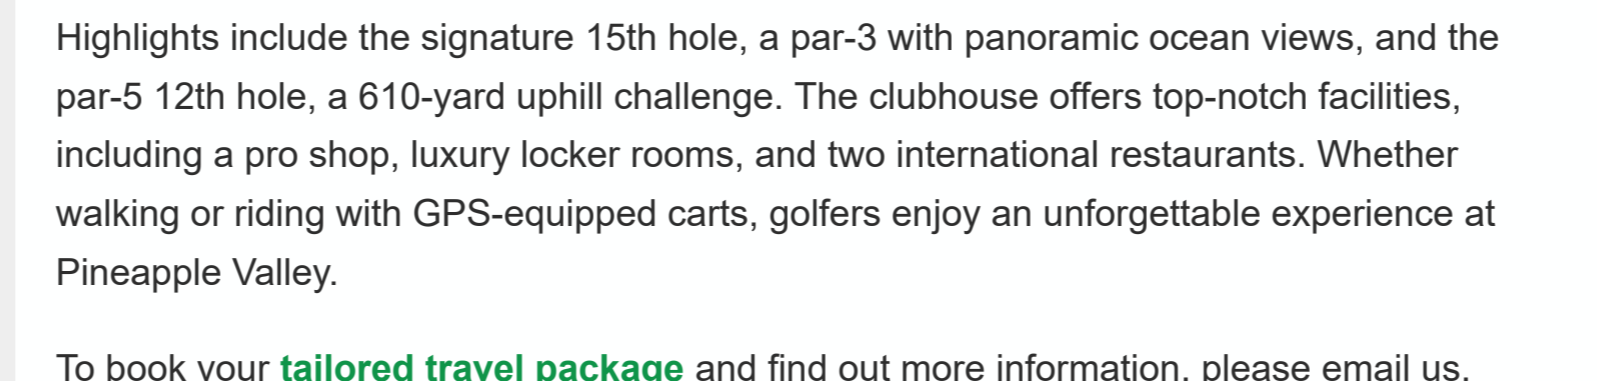 Highlights include the signature 15th hole, a par-3 with panoramic ocean views, and the
par-5 12th hole, a 610-yard uphill challenge. The clubhouse offers top-notch facilities,
including a pro shop, luxury locker rooms, and two international restaurants. Whether
walking or riding with GPS-equipped carts, golfers enjoy an unforgettable experience at
Pineapple Valley.
To book your tailored travel package and find out more information, please email us.